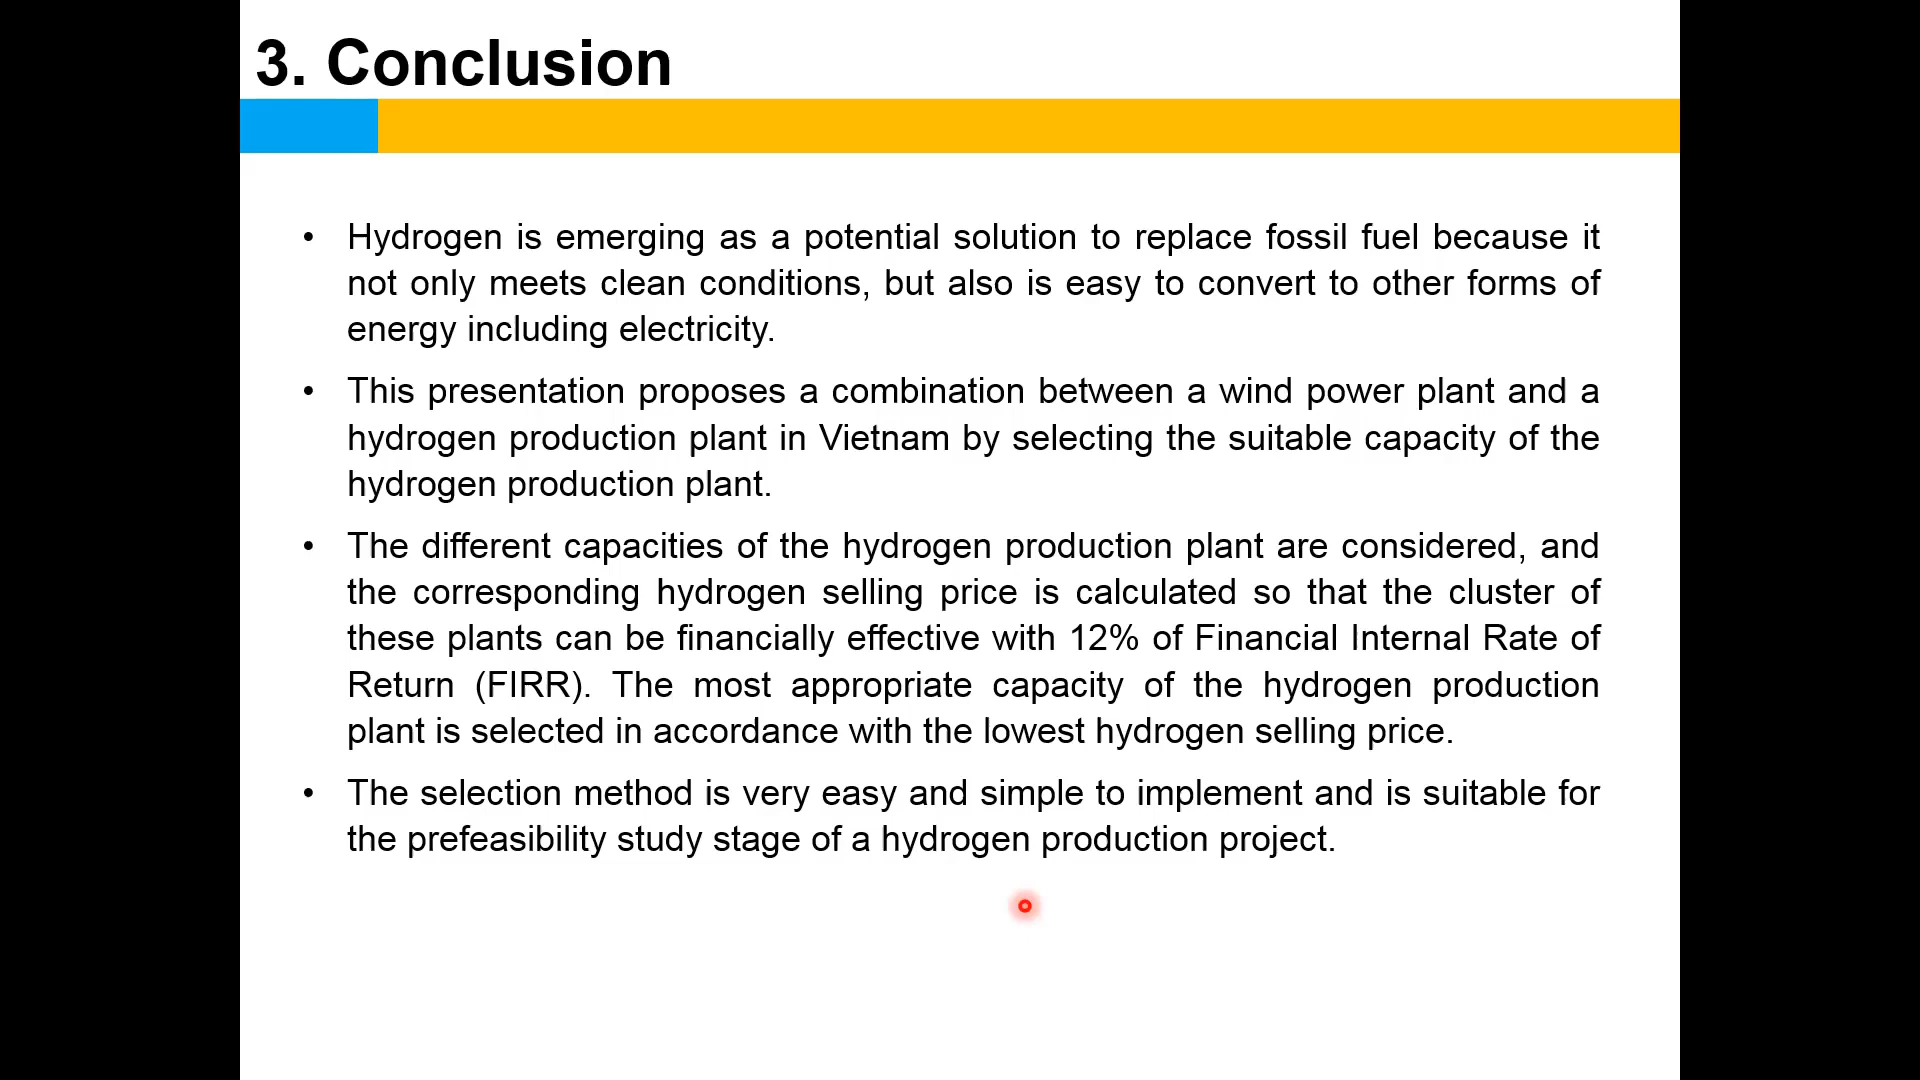 3. Conclusion
• Hydrogen is emerging as a potential solution to replace fossil fuel because it
not only meets clean conditions, but also is easy to convert to other forms of
energy including electricity.
• This presentation proposes a combination between a wind power plant and a
hydrogen production plant in Vietnam by selecting the suitable capacity of the
hydrogen production plant.
• The different capacities of the hydrogen production plant are considered, and
the corresponding hydrogen selling price is calculated so that the cluster of
these plants can be financially effective with 12% of Financial Internal Rate of
Return (FIRR). The most appropriate capacity of the hydrogen production
plant is selected in accordance with the lowest hydrogen selling price.
• The selection method is very easy and simple to implement and is suitable for
the prefeasibility study stage of a hydrogen production project.